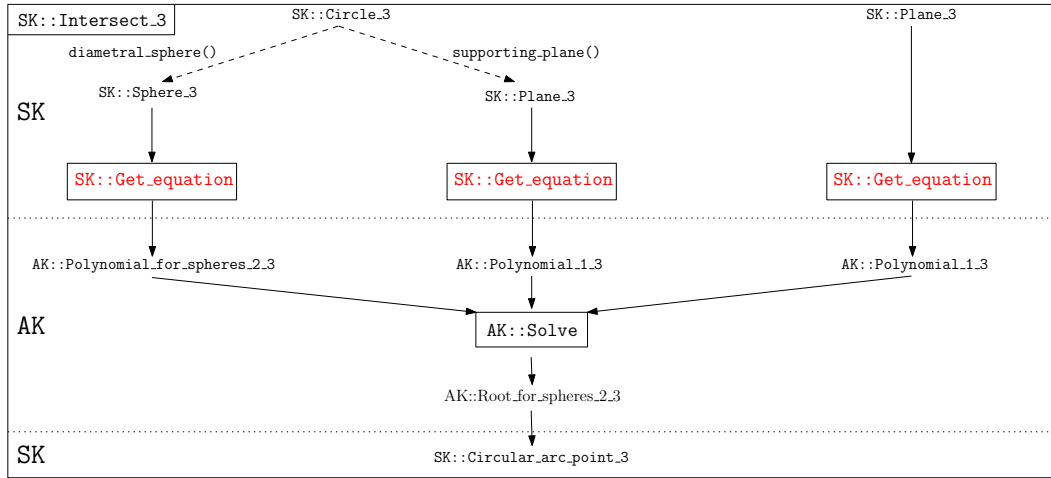 SK::Intersect_3
SK::Circle_3
SK::Plane_3
diametral_sphere()
supporting_plane()
SK::Sphere_3
SK::Plane_3
SK
SK::Get_equation
SK::Get_equation
SK::Get_equation
AK::Polynomial_for_spheres_2_3
AK::Polynomial_1_3
AK::Polynomial_1_3
AK
AK::Solve
AK::Root_for_spheres_2_3
SK
SK::Circular_arc_point_3